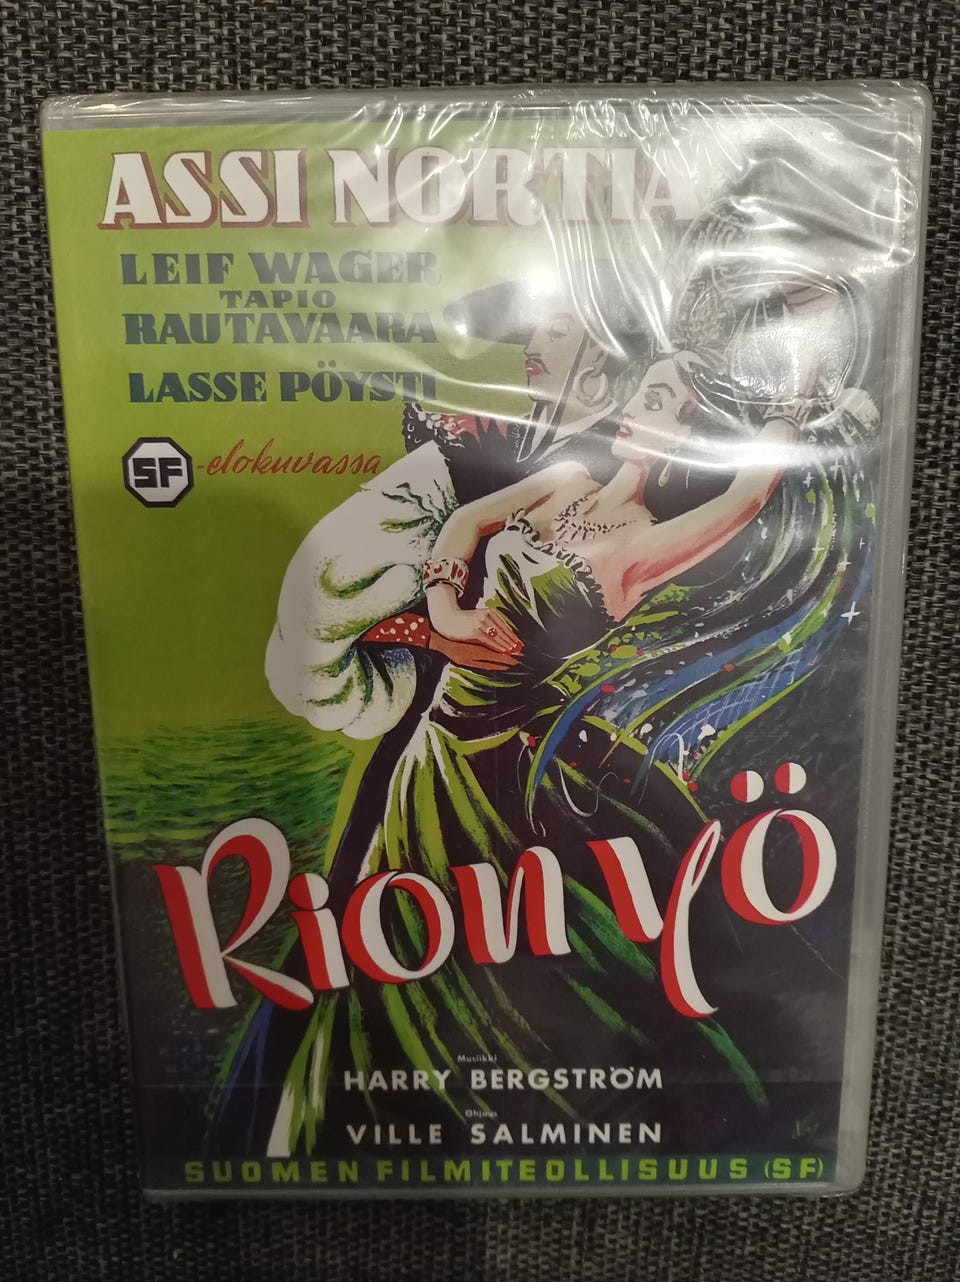 ASSI NORTIA
LEIF WAGER
TAPIO
RAUTAVAARA
LASSE PÖYSTI
SF -elokuvassa
Rion yö
Musiikki
HARRY BERGSTRÖM
Ohjaus
VILLE SALMINEN
SUOMEN FILMITEOLLISUUS (SF)